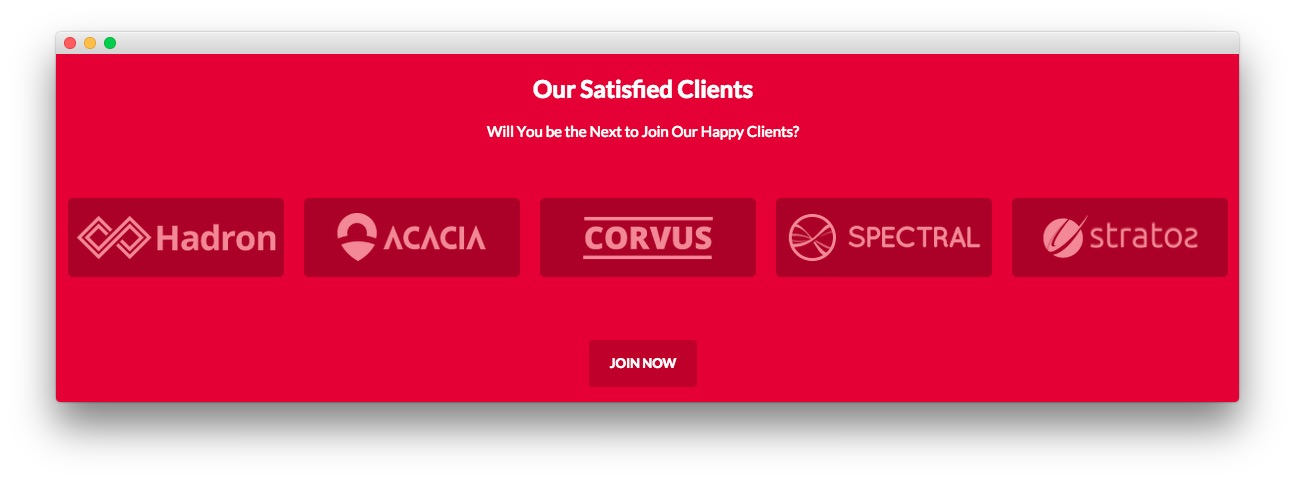 Our Satisfied Clients
Will You be the Next to Join Our Happy Clients?
Hadron
ACACIA
CORVUS
SPECTRAL
stratos
JOIN NOW